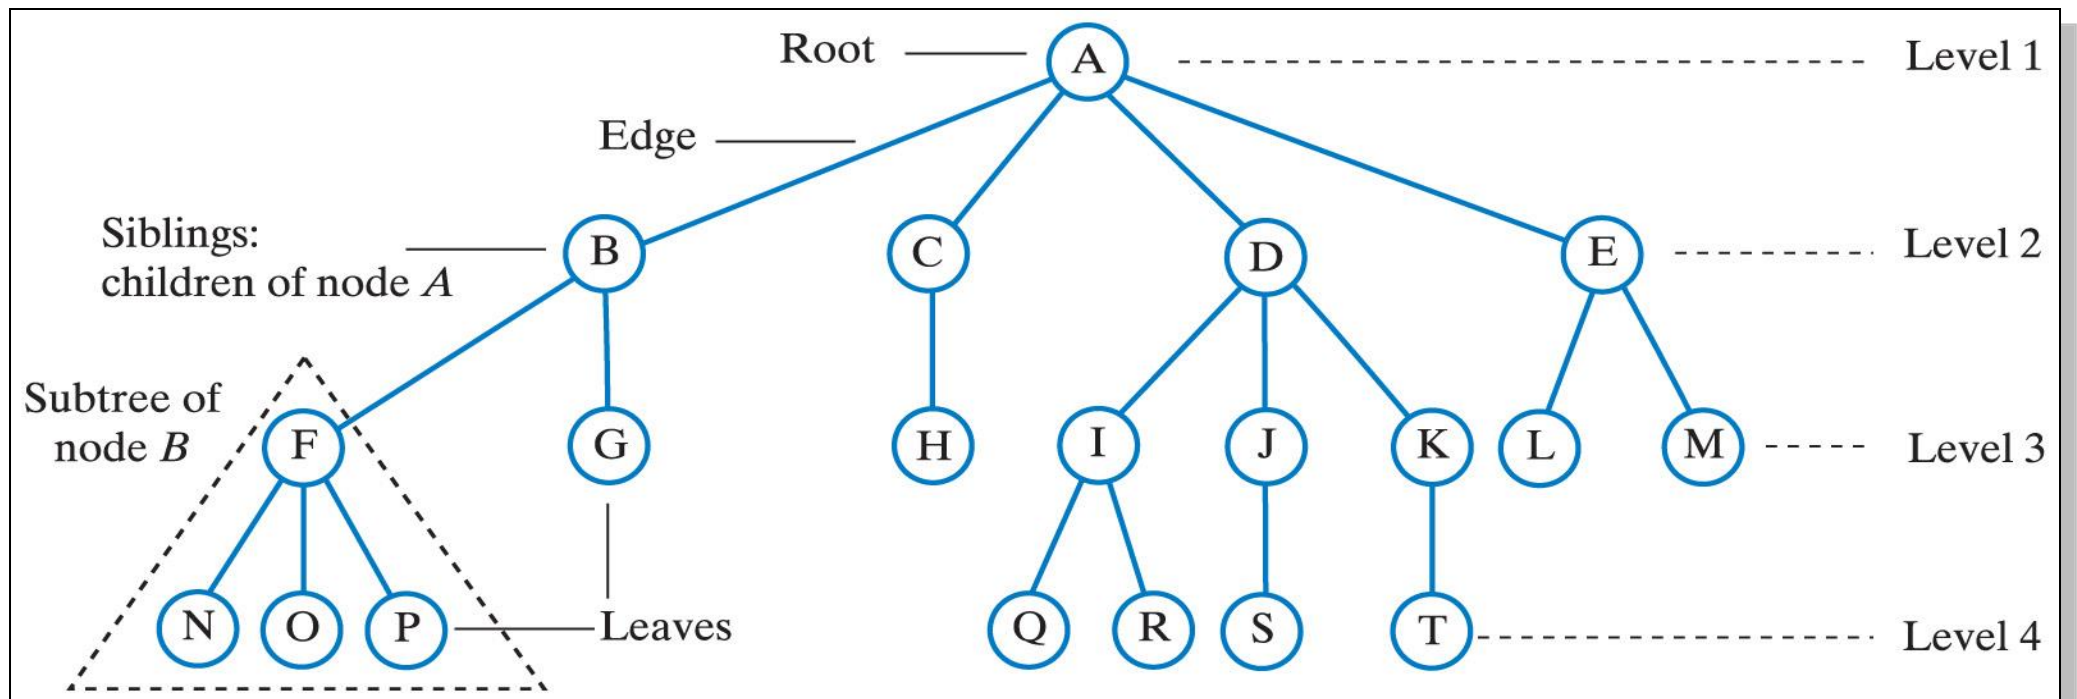 Root A Level 1
Edge
Siblings:
children of node A
B C D E Level 2
Subtree of
node B
F G H I J K L M Level 3
N O P Leaves Q R S T Level 4